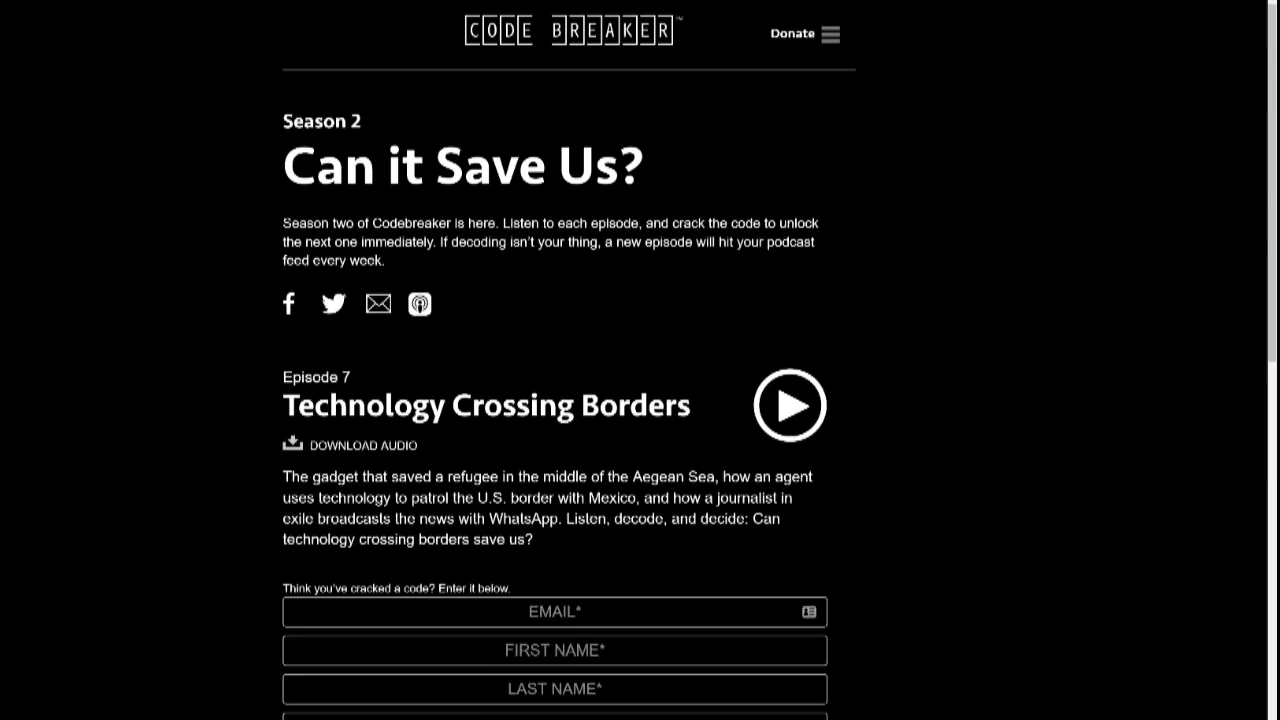 CODE BREAKER™
Donate
Season 2
Can it Save Us?
Season two of Codebreaker is here. Listen to each episode, and crack the code to unlock
the next one immediately. If decoding isn't your thing, a new episode will hit your podcast
feed every week.
Episode 7
Technology Crossing Borders
DOWNLOAD AUDIO
The gadget that saved a refugee in the middle of the Aegean Sea, how an agent
uses technology to patrol the U.S. border with Mexico, and how a journalist in
exile broadcasts the news with WhatsApp. Listen, decode, and decide: Can
technology crossing borders save us?
Think you've cracked a code? Enter it below.
EMAIL*
FIRST NAME*
LAST NAME*